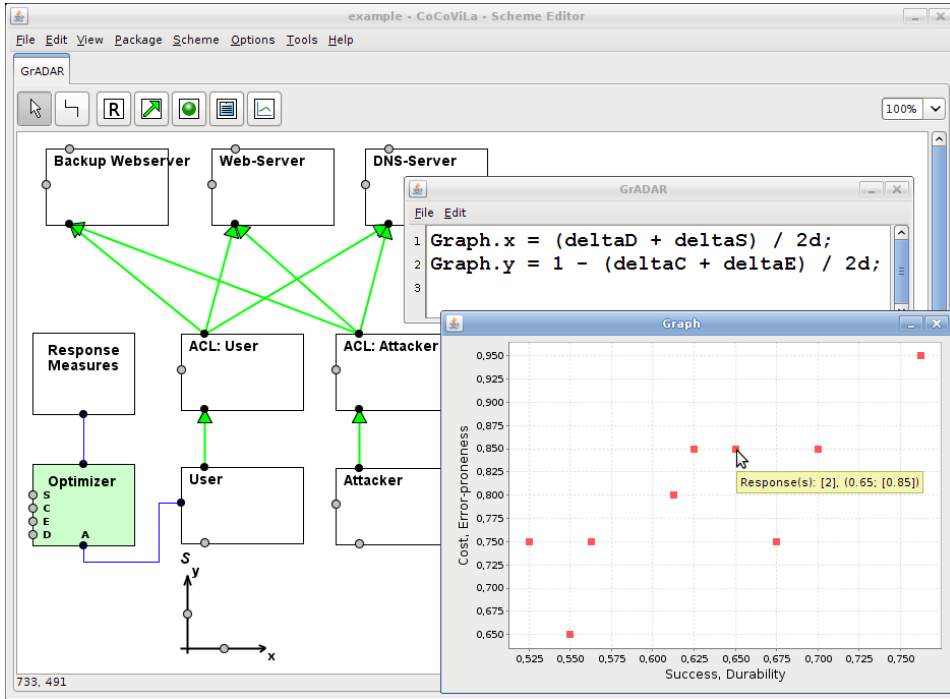 example - CoCoViLa - Scheme Editor
File Edit View Package Scheme Options Tools Help
GrADAR
R
100%
Backup Webserver
Web-Server
DNS-Server
GrADAR
File Edit
1 Graph.x = (deltaD + deltaS) / 2d;
2 Graph.y = 1 - (deltaC + deltaE) / 2d;
3
Response
Measures
ACL: User
ACL: Attacker
Optimizer
S
C
E
D
A
User
Attacker
S
y
x
Graph
Cost, Error-proneness
0,950
0,925
0,900
0,875
0,850
0,825
0,800
0,775
0,750
0,725
0,700
0,675
0,650
Response(s): [2], (0.65; [0.85])
0,525 0,550 0,575 0,600 0,625 0,650 0,675 0,700 0,725 0,750
Success, Durability
733, 491